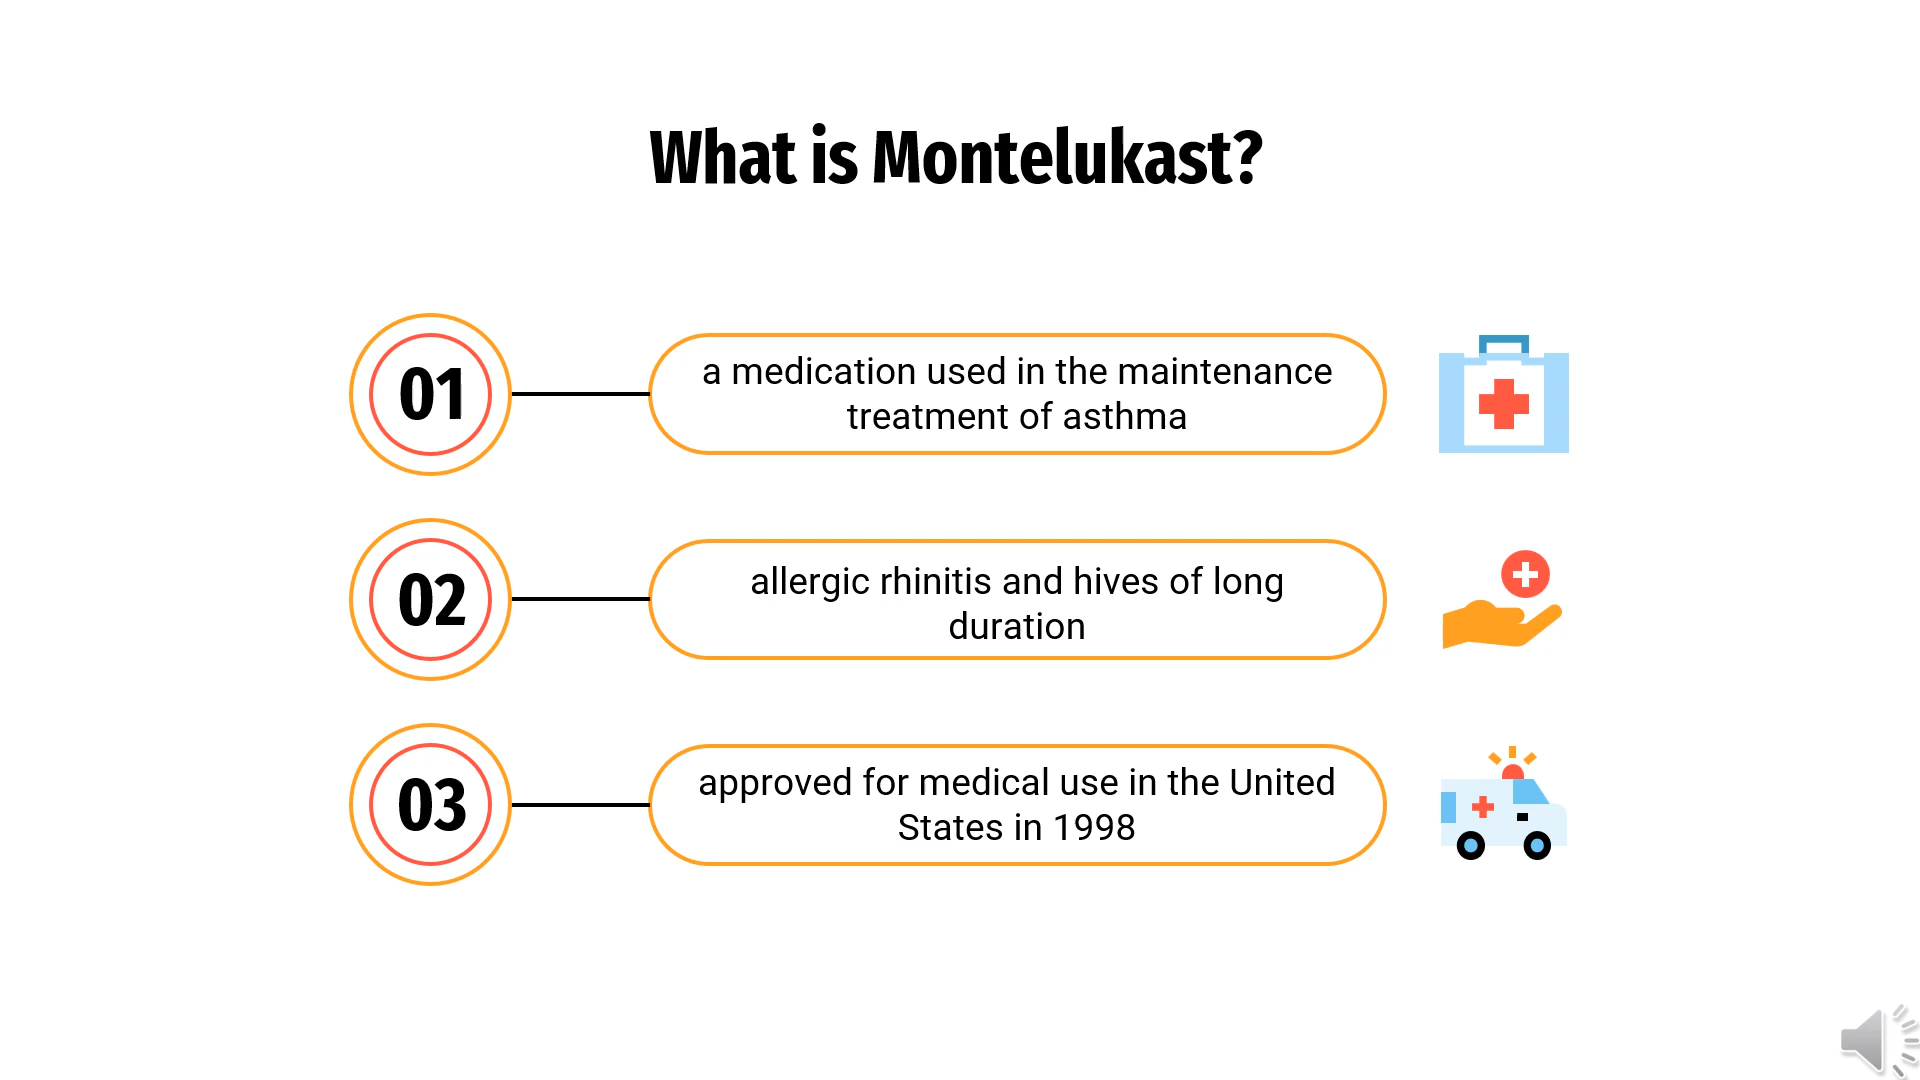 What is Montelukast?
01
a medication used in the maintenance
treatment of asthma
02
allergic rhinitis and hives of long
duration
03
approved for medical use in the United
States in 1998